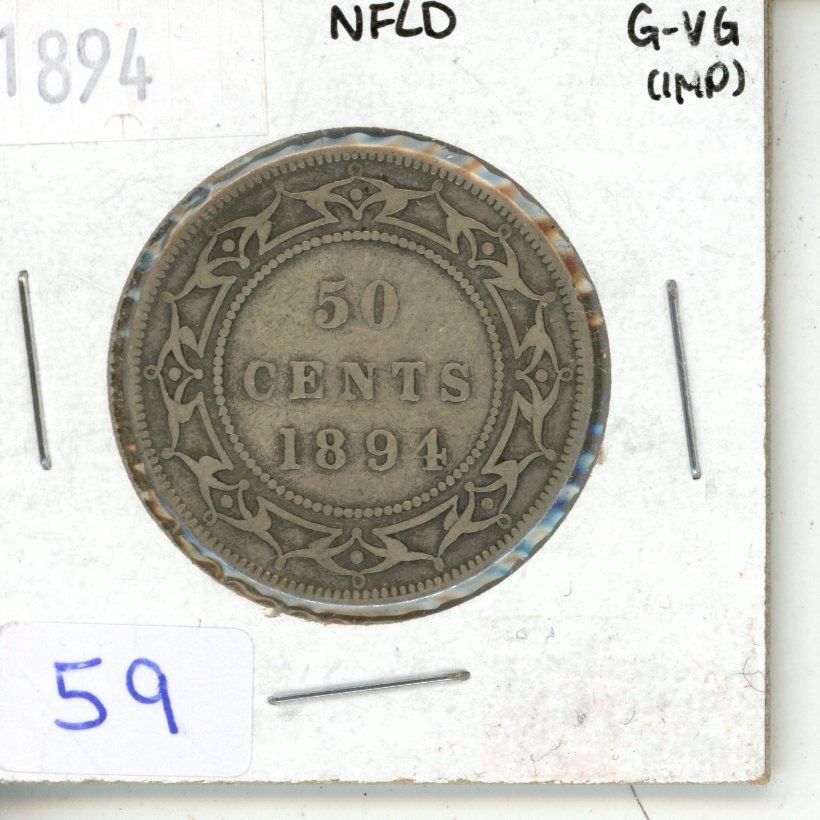 1894
NFLD
G-VG
(IMP)
50
CENTS
1894
59